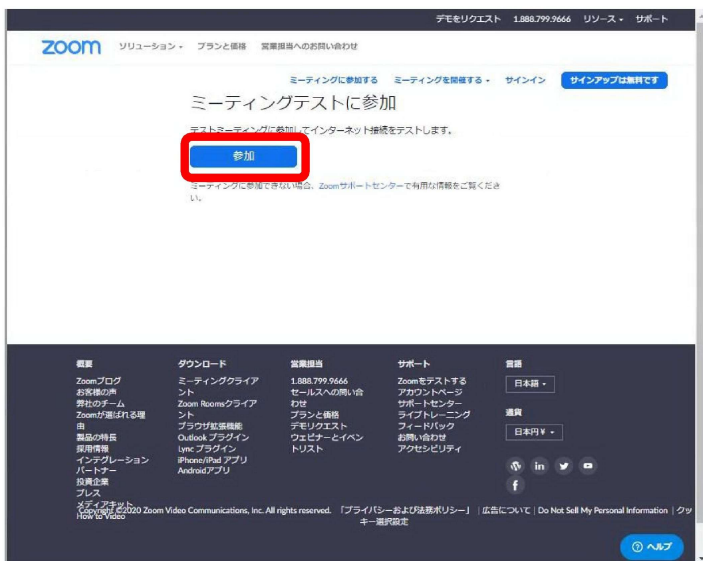 デモをリクエスト 1.888.799.9666 リソース サポート
zoom ソリューション プランと価格 営業担当へのお問い合わせ
ミーティングに参加する ミーティングを開催する サインイン サインアップは無料です
ミーティングテストに参加
テストミーティングに参加してインターネット接続をテストします。
参加
ミーティングに参加できない場合、Zoomサポートセンターで有用な情報をご覧くださ
い。
概要
Zoomブログ
お客様の声
弊社のチーム
Zoomが選ばれる理
由
製品の特長
採用情報
インテグレーション
パートナー
投資企業
プレス
メディアキット
How to Video
ダウンロード
ミーティングクライア
ント
Zoom Roomsクライア
ント
ブラウザ拡張機能
Outlook プラグイン
Lync プラグイン
iPhone/iPad アプリ
Androidアプリ
営業担当
1.888.799.9666
セールスへの問い合
わせ
プランと価格
デモリクエスト
ウェビナーとイベン
トリスト
サポート
Zoomをテストする
アカウントページ
サポートセンター
ライブトレーニング
フィードバック
お問い合わせ
アクセシビリティ
言語
日本語
通貨
日本円￥
Copyright ©2020 Zoom Video Communications, Inc. All rights reserved. 「プライバシーおよび法務ポリシー」 | 広告について | Do Not Sell My Personal Information | クッ
キー選択設定
ヘルプ